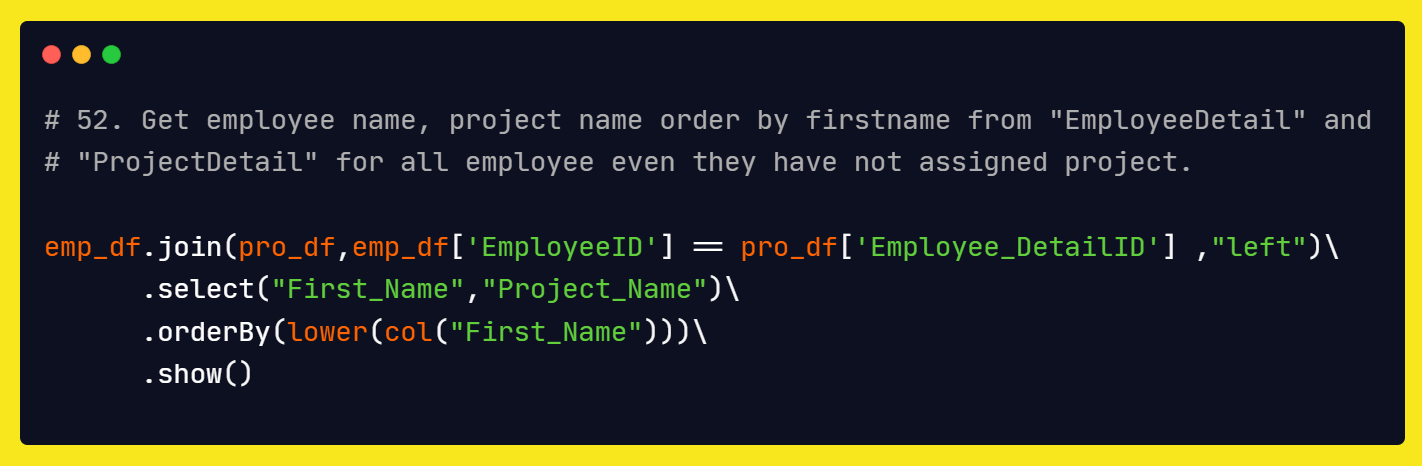 # 52. Get employee name, project name order by firstname from "EmployeeDetail" and
# "ProjectDetail" for all employee even they have not assigned project.
emp_df.join(pro_df,emp_df['EmployeeID'] == pro_df['Employee_DetailID'] ,"left")\
.select("First_Name","Project_Name")\
.orderBy(lower(col("First_Name")))\
.show()